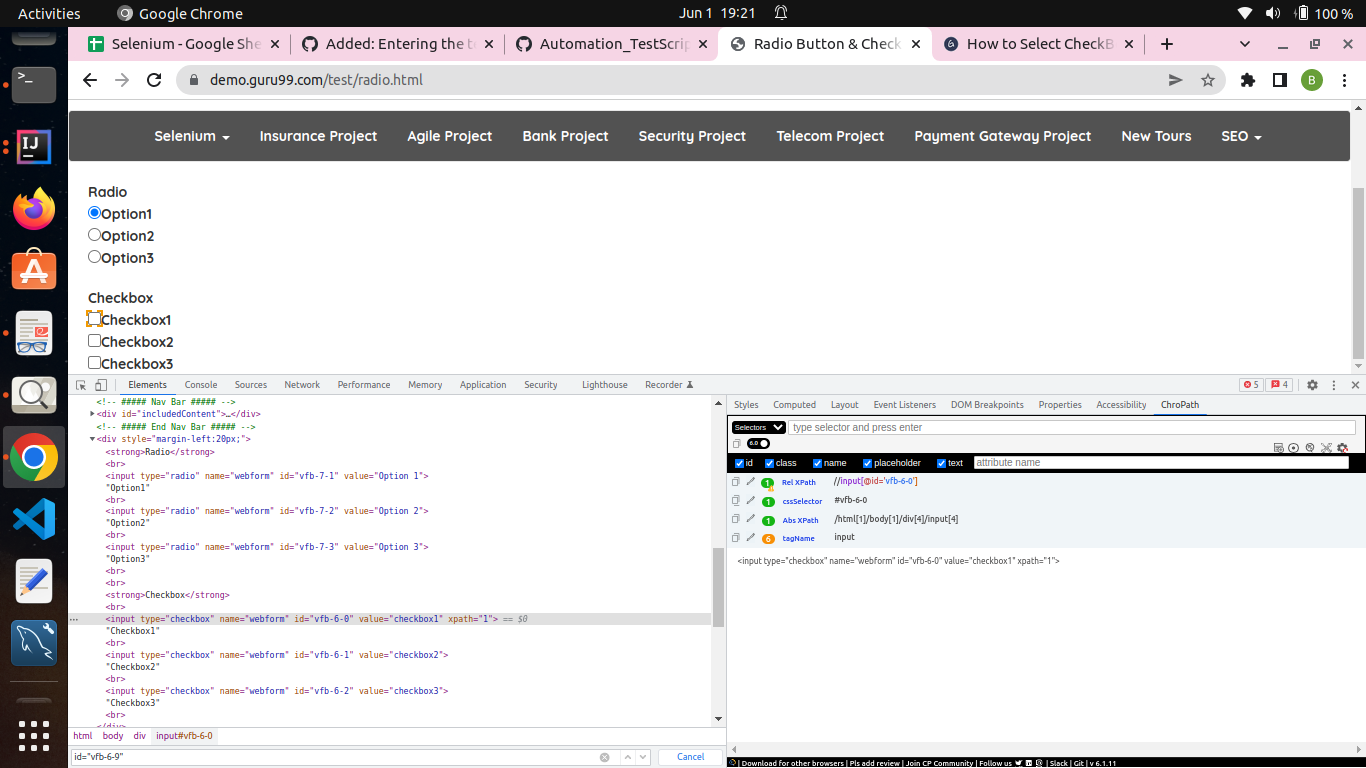 Activities Google Chrome Jun 1 19:21 100 %
Selenium - Google She Added: Entering the t Automation_TestScrip Radio Button & Check How to Select CheckB
demo.guru99.com/test/radio.html B
Selenium Insurance Project Agile Project Bank Project Security Project Telecom Project Payment Gateway Project New Tours SEO
Radio
Option1
Option2
Option3
Checkbox
Checkbox1
Checkbox2
Checkbox3
Elements Console Sources Network Performance Memory Application Security Lighthouse Recorder 5 4
<!-- ##### Nav Bar ##### -->
<div id="includedContent">…</div>
<!-- ##### End Nav Bar ##### -->
<div style="margin-left:20px;">
<strong>Radio</strong>
<br>
<input type="radio" name="webform" id="vfb-7-1" value="Option 1">
"Option1"
<br>
<input type="radio" name="webform" id="vfb-7-2" value="Option 2">
"Option2"
<br>
<input type="radio" name="webform" id="vfb-7-3" value="Option 3">
"Option3"
<br>
<br>
<strong>Checkbox</strong>
<br>
… <input type="checkbox" name="webform" id="vfb-6-0" value="checkbox1" xpath="1"> == $0
"Checkbox1"
<br>
<input type="checkbox" name="webform" id="vfb-6-1" value="checkbox2">
"Checkbox2"
<br>
<input type="checkbox" name="webform" id="vfb-6-2" value="checkbox3">
"Checkbox3"
<br>
</div>
html body div input#vfb-6-0
id="vfb-6-9" Cancel
Styles Computed Layout Event Listeners DOM Breakpoints Properties Accessibility ChroPath
Selectors type selector and press enter
6.0
id class name placeholder text attribute name
1 Rel XPath //input[@id='vfb-6-0']
1 cssSelector #vfb-6-0
1 Abs XPath /html[1]/body[1]/div[4]/input[4]
6 tagName input
<input type="checkbox" name="webform" id="vfb-6-0" value="checkbox1" xpath="1">
| Download for other browsers | Pls add review | Join CP Community | Follow us | Slack | Git | v 6.1.11